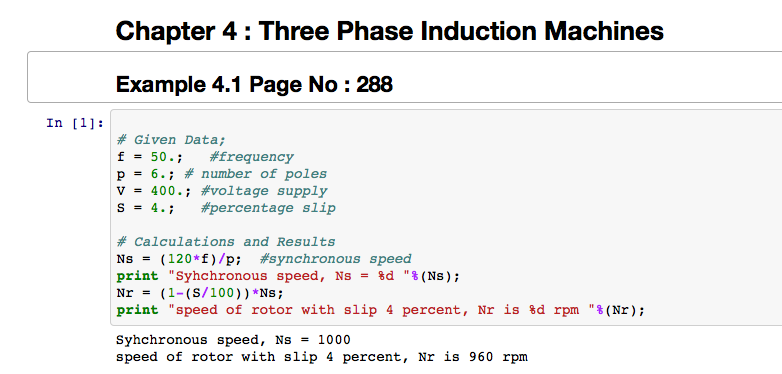 Chapter 4 : Three Phase Induction Machines
Example 4.1 Page No : 288
In [1]:
# Given Data;
f = 50.;   #frequency
p = 6.; # number of poles
V = 400.; #voltage supply
S = 4.;   #percentage slip
# Calculations and Results
Ns = (120*f)/p;  #synchronous speed
print "Syhchronous speed, Ns = %d "%(Ns);
Nr = (1-(S/100))*Ns;
print "speed of rotor with slip 4 percent, Nr is %d rpm "%(Nr);
Syhchronous speed, Ns = 1000
speed of rotor with slip 4 percent, Nr is 960 rpm